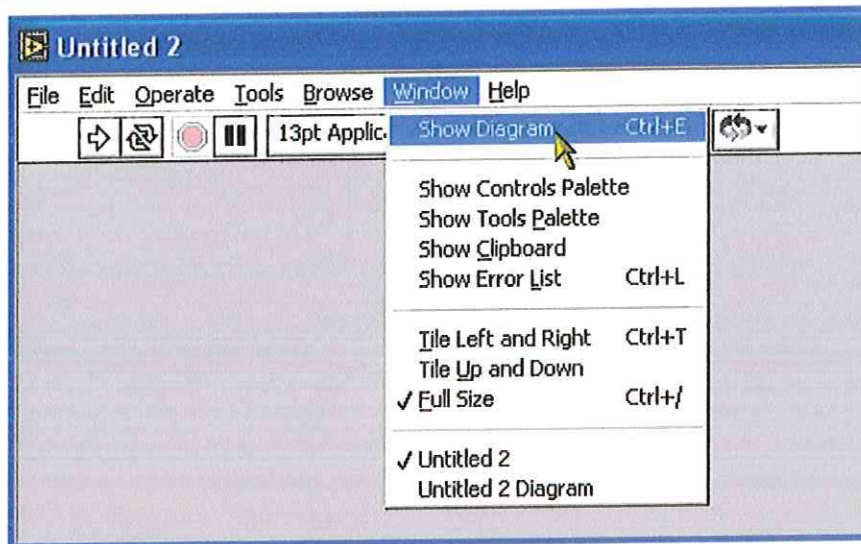 Untitled 2
File Edit Operate Tools Browse Window Help
13pt Applic
Show Diagram Ctrl+E
Show Controls Palette
Show Tools Palette
Show Clipboard
Show Error List Ctrl+L
Tile Left and Right Ctrl+T
Tile Up and Down
Full Size Ctrl+/
Untitled 2
Untitled 2 Diagram